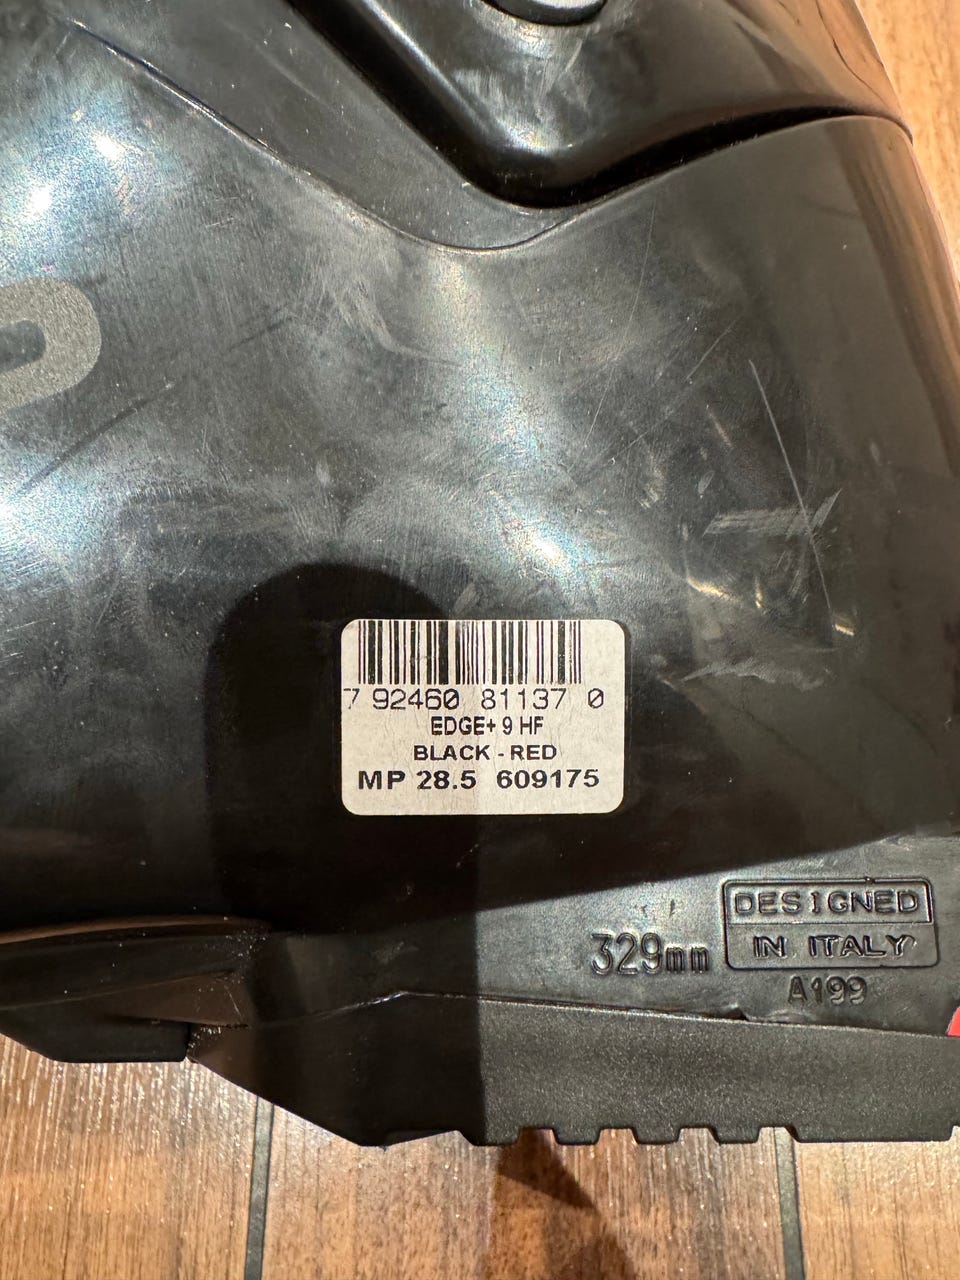 7 92460 81137 0
EDGE+ 9 HF
BLACK - RED
MP 28.5 609175
DESIGNED
IN ITALY
329mm
A199